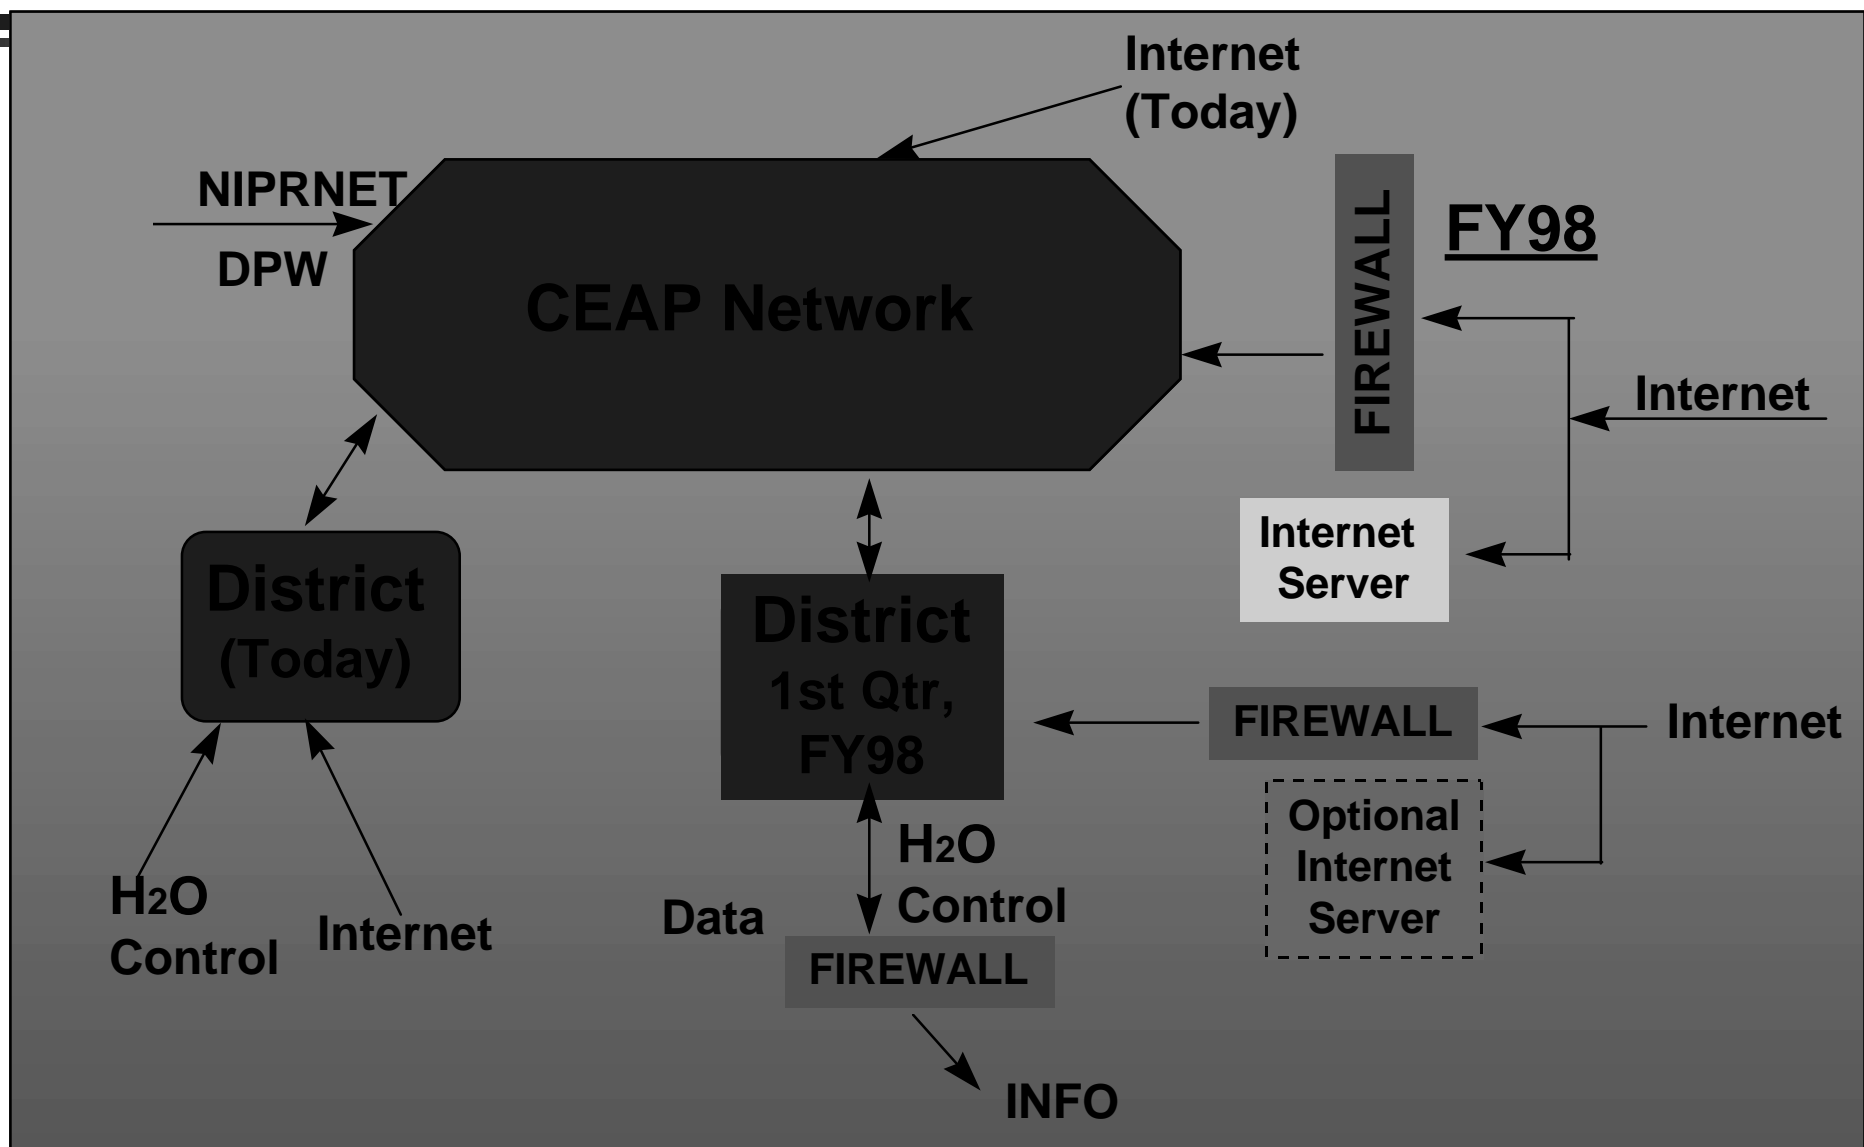 Internet
(Today)
NIPRNET
DPW
CEAP Network
FIREWALL
FY98
Internet
Internet
Server
District
(Today)
District
1st Qtr,
FY98
FIREWALL
Internet
Optional
Internet
Server
H2O
Control
Internet
Data
H2O
Control
FIREWALL
INFO